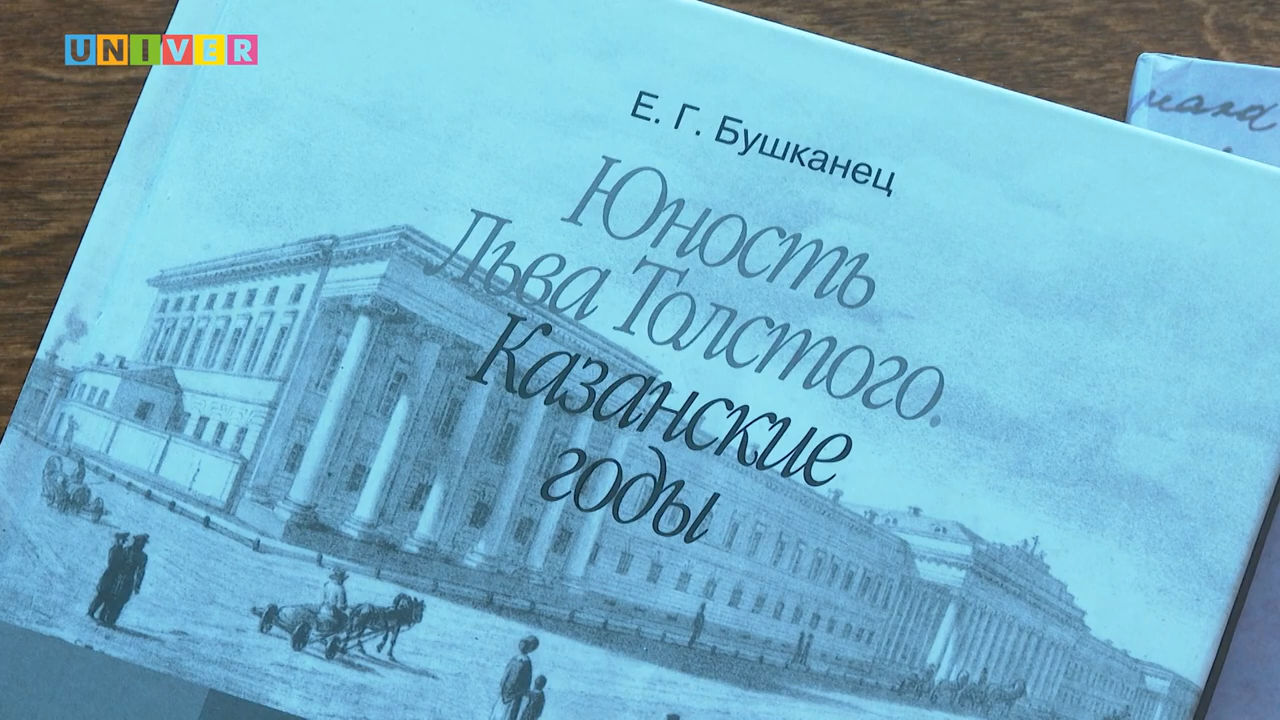 UNIVER
Е. Г. Бушканец
Юность
Льва Толстого.
Казанские
годы